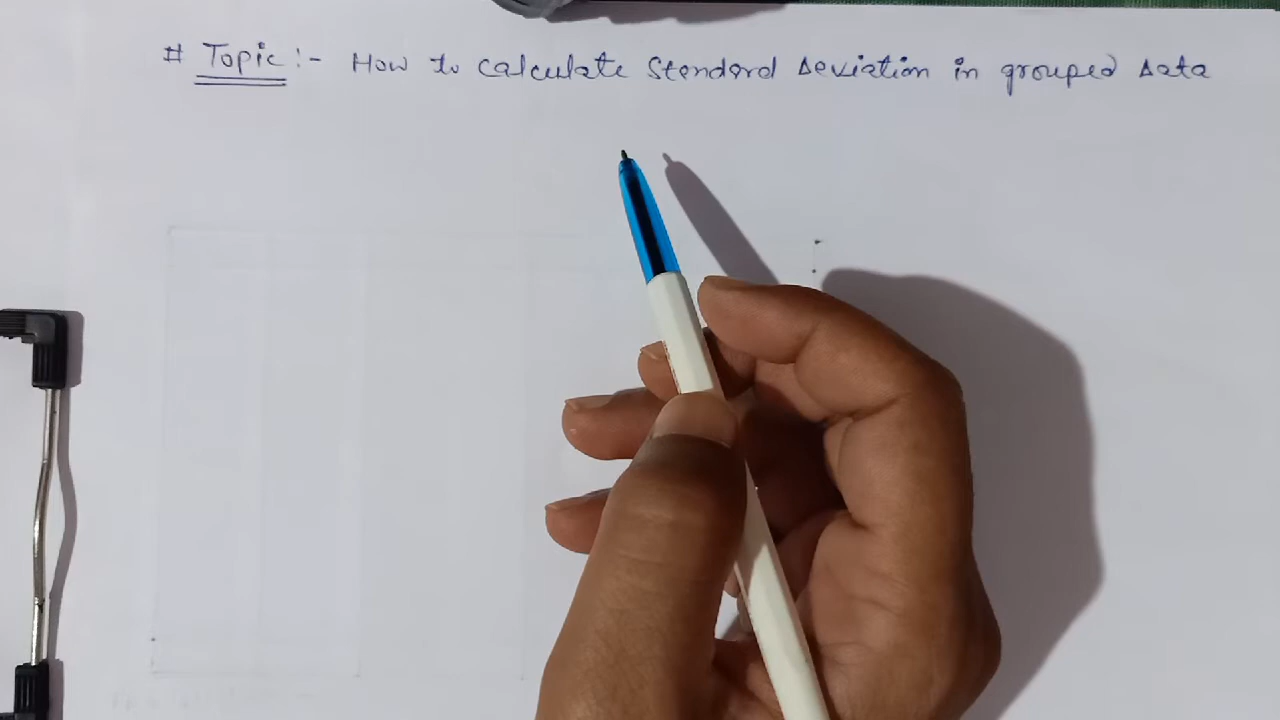 # Topic :- How to calculate Standard Deviation in grouped Data